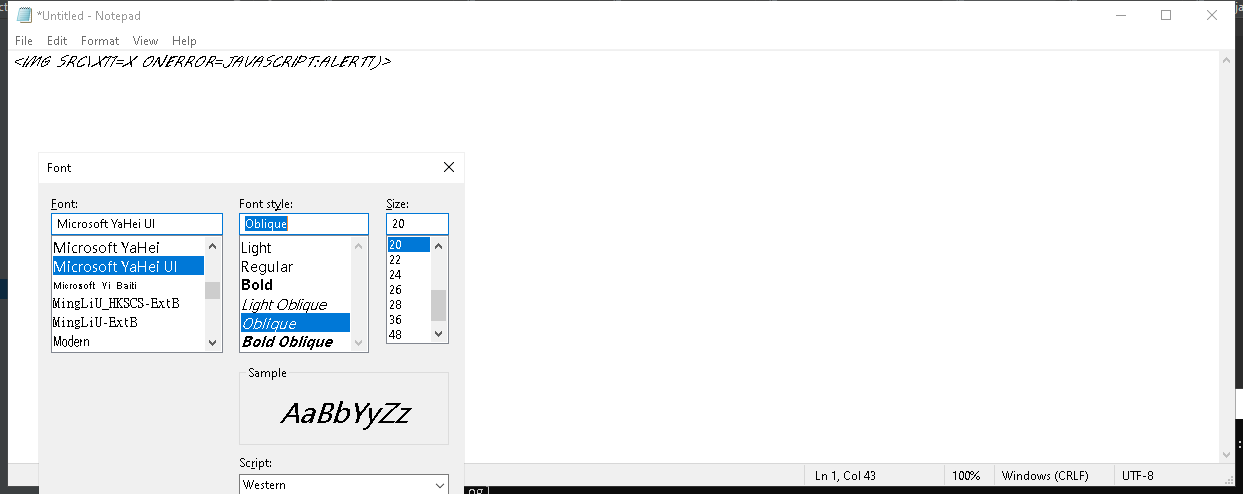 *Untitled - Notepad
File Edit Format View Help
<IMG SRC\XTT=X ONERROR=JAVASCRIPT:ALERTT)>
Font
Font: Font style: Size:
Microsoft YaHei UI Oblique 20
Microsoft YaHei Light 20
Microsoft YaHei UI Regular 22
Microsoft Yi Baiti Bold 24
MingLiU_HKSCS-ExtB Light Oblique 26
MingLiU-ExtB Oblique 28
Modern Bold Oblique 36
48
Sample
AaBbYyZz
Script:
Western
Ln 1, Col 43 100% Windows (CRLF) UTF-8